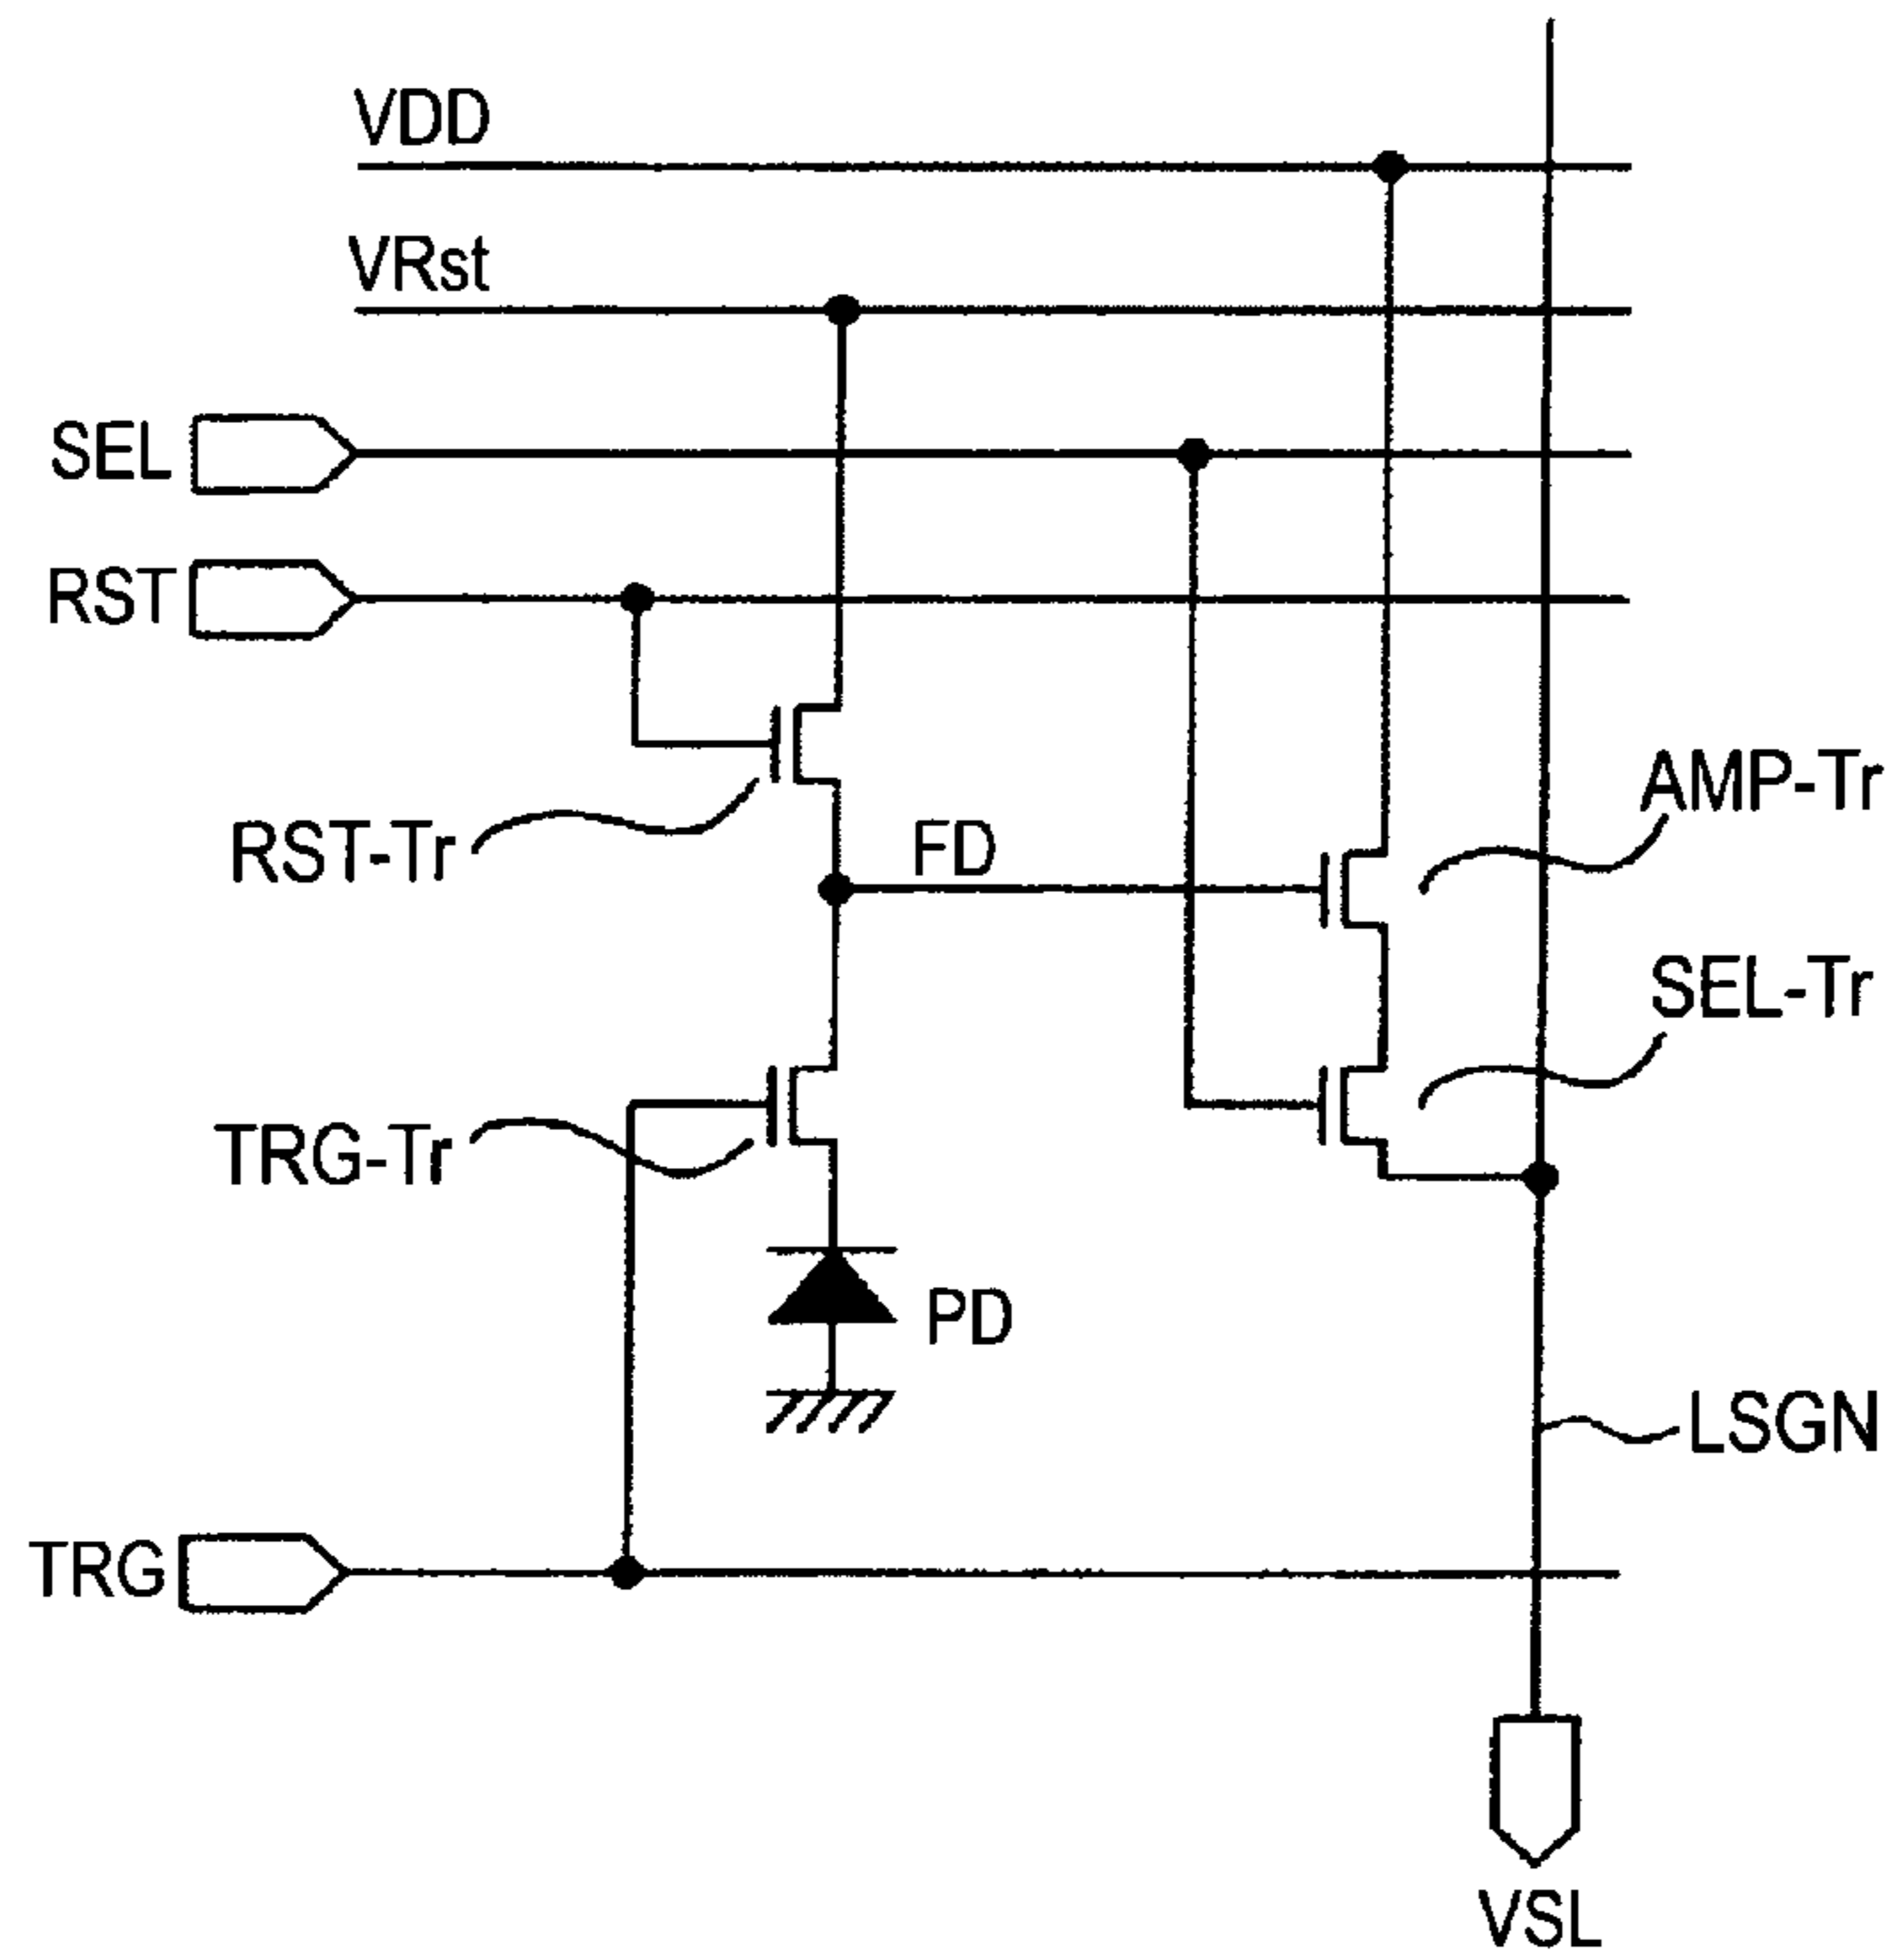 VDD
VRst
SEL
RST
AMP-Tr
RST-Tr
FD
SEL-Tr
TRG-Tr
PD
LSGN
TRG
VSL